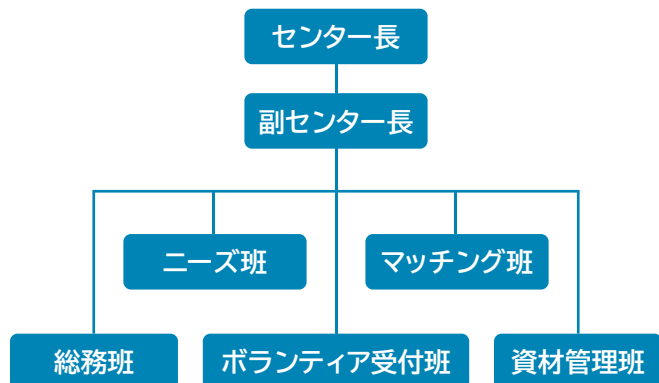 センター長
副センター長
ニーズ班
マッチング班
総務班
ボランティア受付班
資材管理班